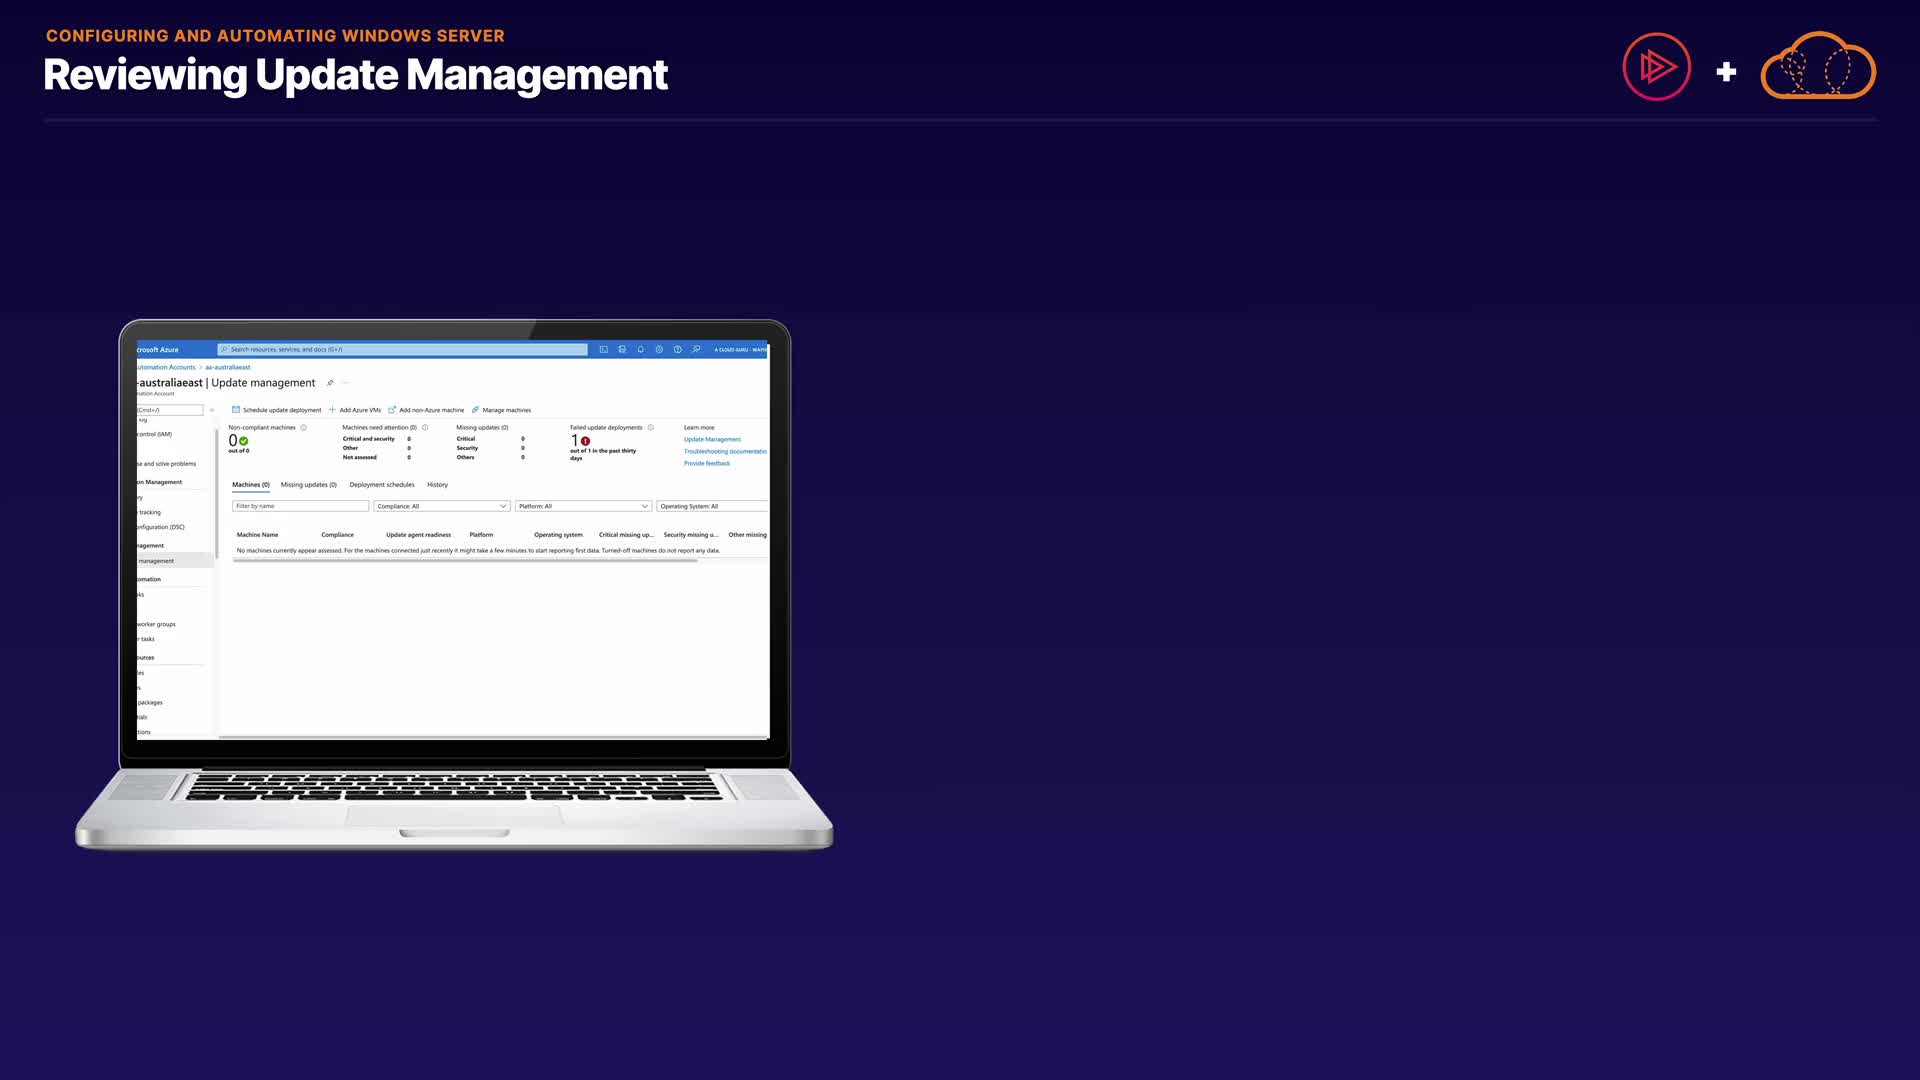 CONFIGURING AND AUTOMATING WINDOWS SERVER
Reviewing Update Management
crosoft Azure
Search resources, services, and docs (G+/)
A CLOUD GURU - WAYN
utomation Accounts > aa-australiaeast
-australiaeast | Update management
mation Account
(Cmd+/)
Schedule update deployment
Add Azure VMs
Add non-Azure machine
Manage machines
control (IAM)
se and solve problems
on Management
ry
tracking
onfiguration (DSC)
nagement
management
omation
ks
worker groups
r tasks
ources
les
s
packages
tials
tions
Non-compliant machines
0
out of 0
Machines need attention (0)
Critical and security 0
Other 0
Not assessed 0
Missing updates (0)
Critical 0
Security 0
Others 0
Failed update deployments
1
out of 1 in the past thirty
days
Learn more
Update Management
Troubleshooting documentatio
Provide feedback
Machines (0) Missing updates (0) Deployment schedules History
Filter by name
Compliance: All
Platform: All
Operating System: All
Machine Name Compliance Update agent readiness Platform Operating system Critical missing up... Security missing u... Other missing
No machines currently appear assessed. For the machines connected just recently it might take a few minutes to start reporting first data. Turned-off machines do not report any data.